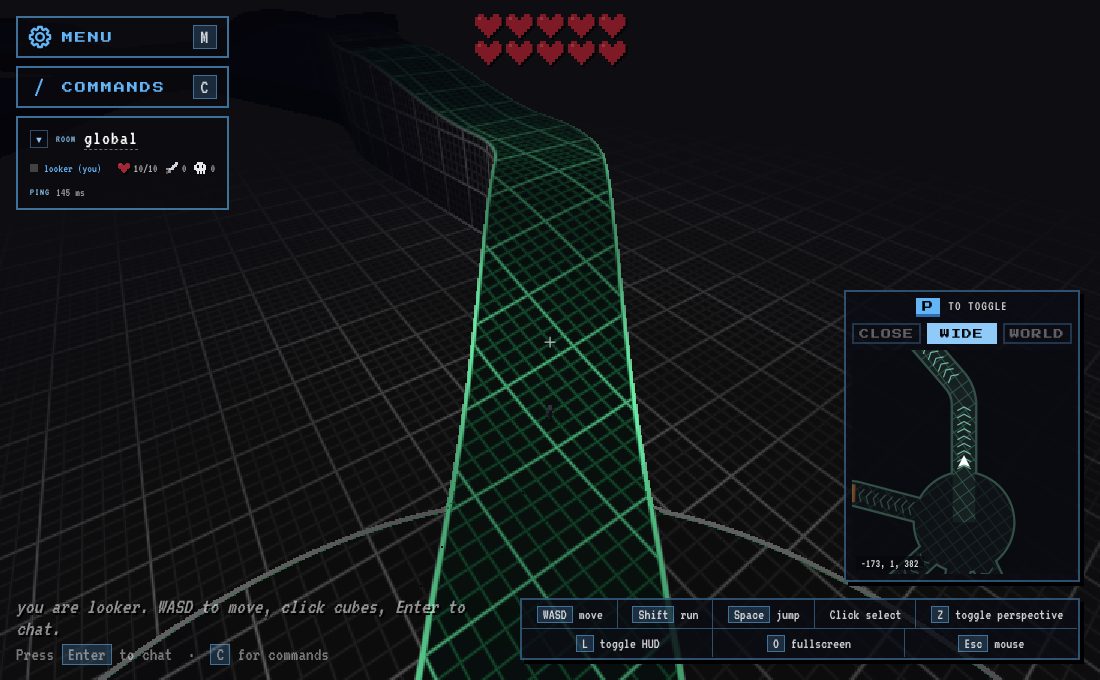 MENU M
/ COMMANDS C
▼ ROOM global
looker (you) 10/10 0 0
PING 145 ms
P TO TOGGLE
CLOSE WIDE WORLD
-173, 1, 382
you are looker. WASD to move, click cubes, Enter to
chat.
Press Enter to chat · C for commands
WASD move Shift run Space jump Click select Z toggle perspective
L toggle HUD O fullscreen Esc mouse